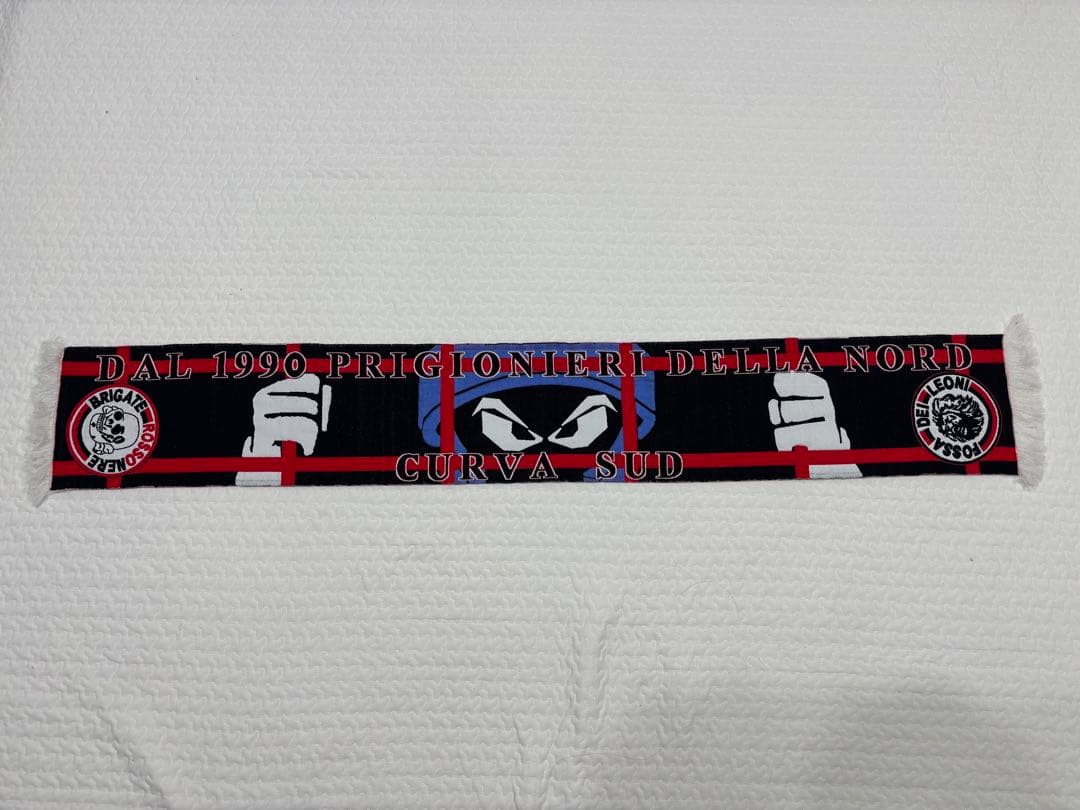 DAL 1990 PRIGIONIERI DELLA NORD
BRIGATE ROSSONERE
CURVA SUD
FOSSA DEI LEONI